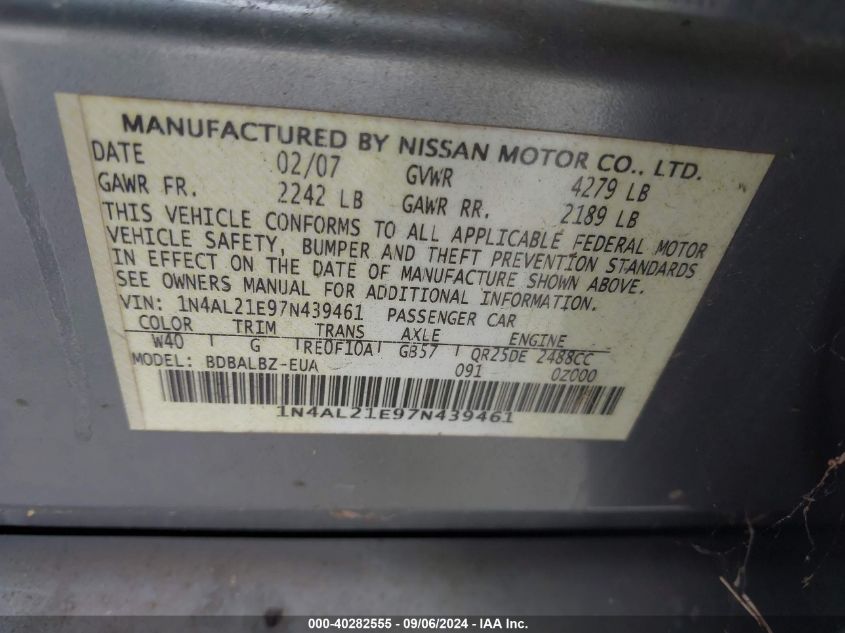 MANUFACTURED BY NISSAN MOTOR CO., LTD.
DATE 02/07 GVWR 4279 LB
GAWR FR. 2242 LB GAWR RR. 2189 LB
THIS VEHICLE CONFORMS TO ALL APPLICABLE FEDERAL MOTOR
VEHICLE SAFETY, BUMPER AND THEFT PREVENTION STANDARDS
IN EFFECT ON THE DATE OF MANUFACTURE SHOWN ABOVE.
SEE OWNERS MANUAL FOR ADDITIONAL INFORMATION.
VIN: 1N4AL21E97N439461 PASSENGER CAR
COLOR TRIM TRANS AXLE ENGINE
W40 G RE0F10A GB57 QR25DE 2488CC
MODEL: BDBALBZ-EUA 091 0Z000
1N4AL21E97N439461
000-40282555 - 09/06/2024 - IAA Inc.